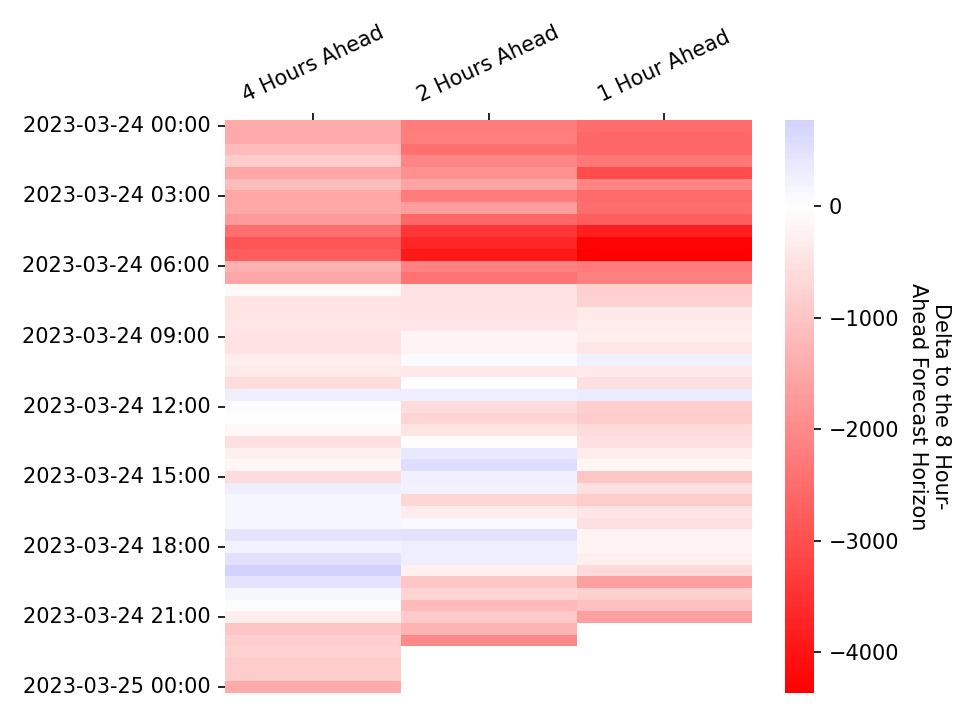 4 Hours Ahead
2 Hours Ahead
1 Hour Ahead
2023-03-24 00:00
2023-03-24 03:00
2023-03-24 06:00
2023-03-24 09:00
2023-03-24 12:00
2023-03-24 15:00
2023-03-24 18:00
2023-03-24 21:00
2023-03-25 00:00
0
−1000
−2000
−3000
−4000
Delta to the 8 Hour-
Ahead Forecast Horizon